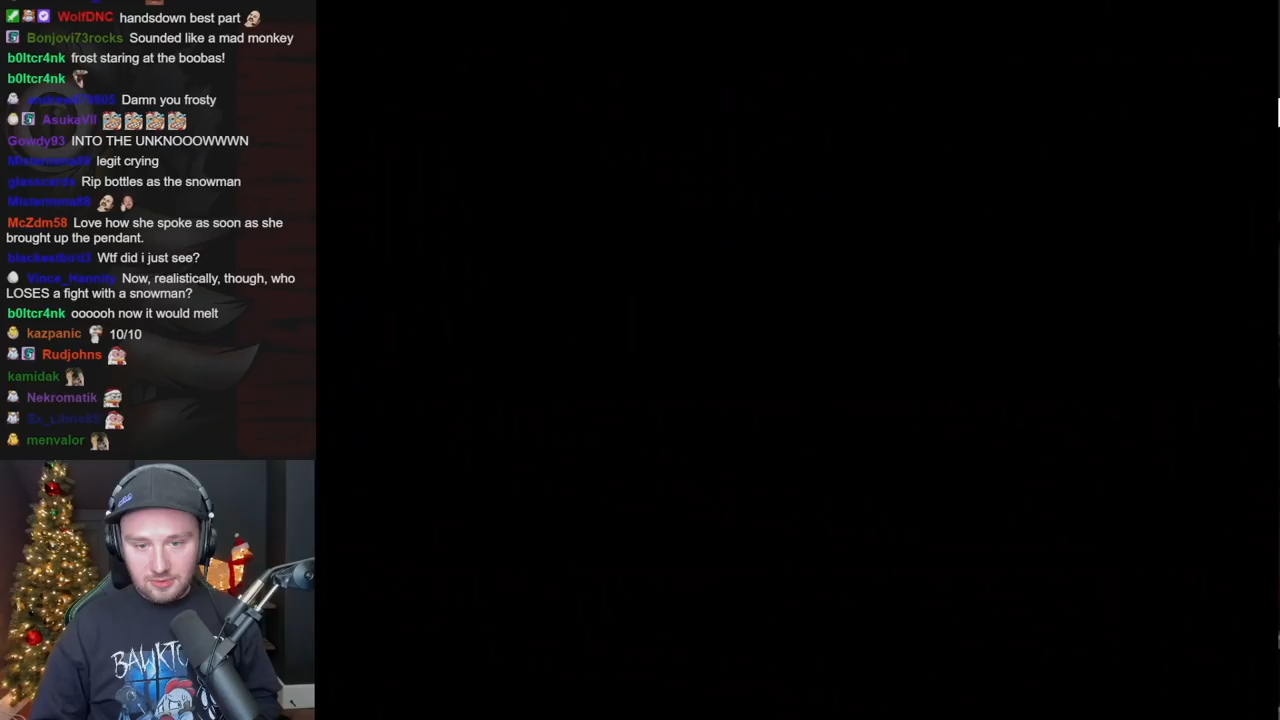 WolfDNC handsdown best part
Bonjovi73rocks Sounded like a mad monkey
b0ltcr4nk frost staring at the boobas!
b0ltcr4nk
Damn you frosty
AsukaVil
Gowdy93 INTO THE UNKNOOOWWWN
legit crying
Rip bottles as the snowman
McZdm58 Love how she spoke as soon as she
brought up the pendant.
Wtf did i just see?
Vince_Hannity Now, realistically, though, who
LOSES a fight with a snowman?
b0ltcr4nk oooooh now it would melt
kazpanic 10/10
Rudjohns
kamidak
Nekromatik
menvalor